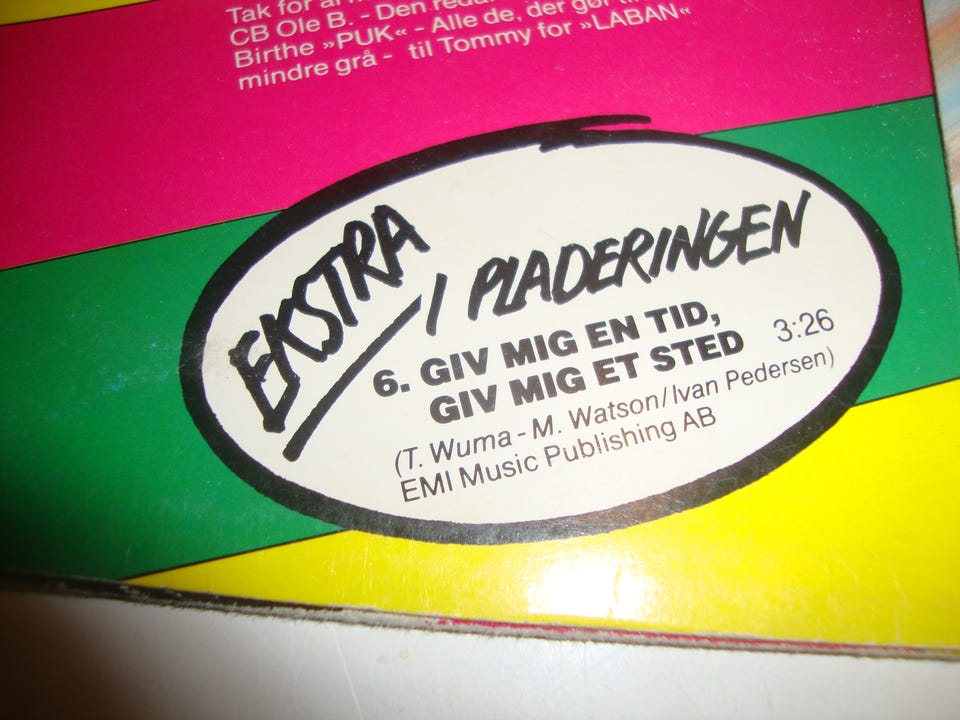 Tak for
CB Ole B. - Den
Birthe »PUK« - Alle de, der gør
mindre grå - til Tommy for »LABAN«
EKSTRA
I PLADERINGEN
6. GIV MIG EN TID,
GIV MIG ET STED 3:26
(T. Wuma - M. Watson/Ivan Pedersen)
EMI Music Publishing AB